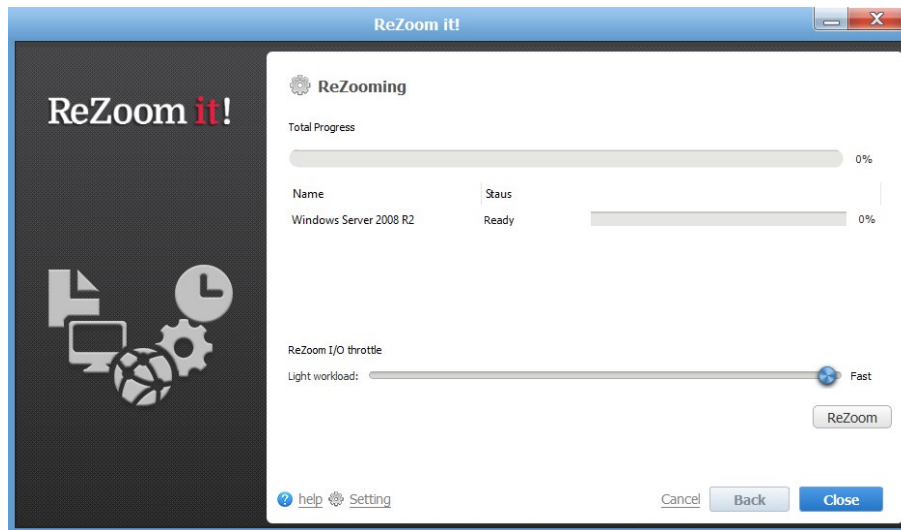 ReZoom it!
ReZoom it!
ReZooming
Total Progress
0%
Name Staus
Windows Server 2008 R2 Ready 0%
ReZoom I/O throttle
Light workload: Fast
ReZoom
help Setting Cancel Back Close